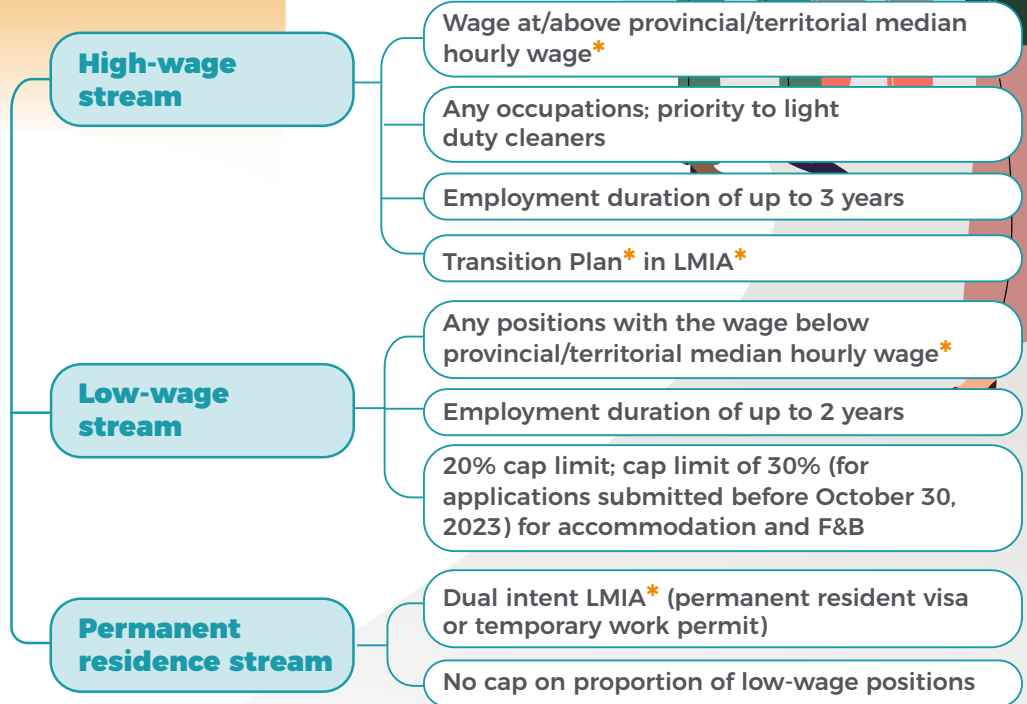 High-wage
stream
Wage at/above provincial/territorial median
hourly wage*
Any occupations; priority to light
duty cleaners
Employment duration of up to 3 years
Transition Plan* in LMIA*
Low-wage
stream
Any positions with the wage below
provincial/territorial median hourly wage*
Employment duration of up to 2 years
20% cap limit; cap limit of 30% (for
applications submitted before October 30,
2023) for accommodation and F&B
Permanent
residence stream
Dual intent LMIA* (permanent resident visa
or temporary work permit)
No cap on proportion of low-wage positions